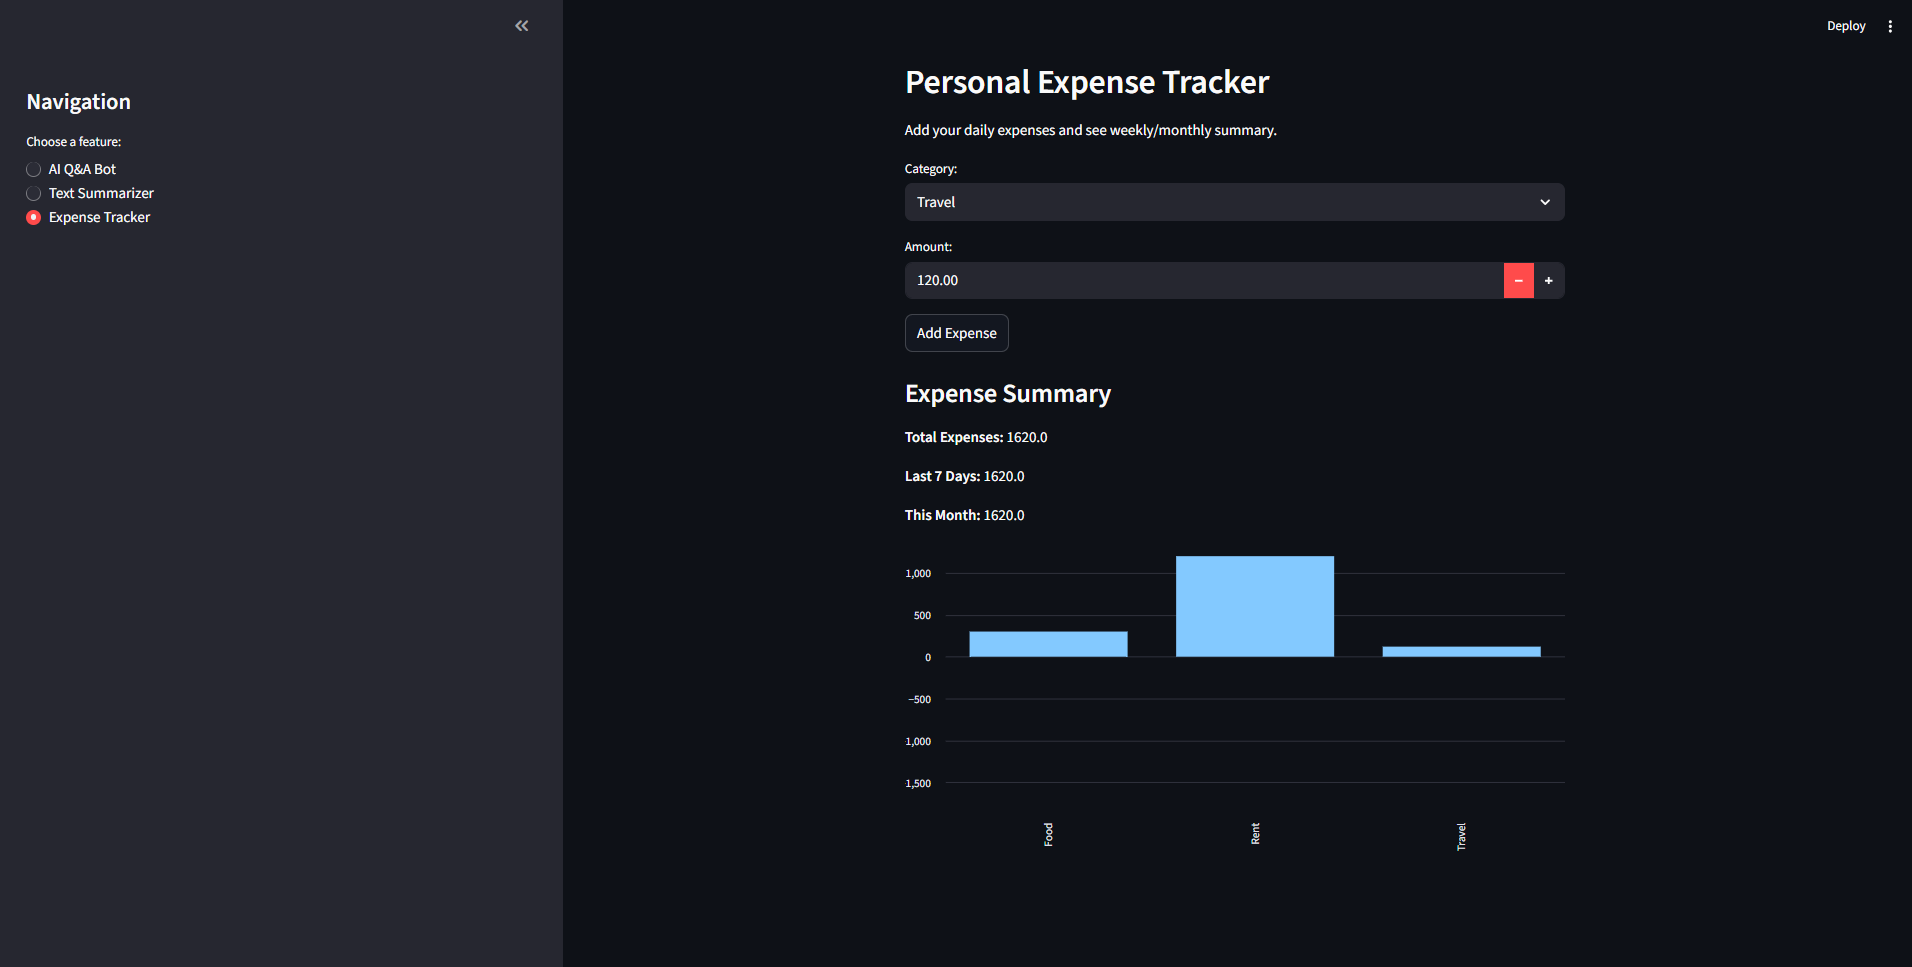 Deploy
Navigation
Choose a feature:
AI Q&A Bot
Text Summarizer
Expense Tracker
Personal Expense Tracker
Add your daily expenses and see weekly/monthly summary.
Category:
Travel
Amount:
120.00
Add Expense
Expense Summary
Total Expenses: 1620.0
Last 7 Days: 1620.0
This Month: 1620.0
1,000
500
0
−500
1,000
1,500
Food
Rent
Travel